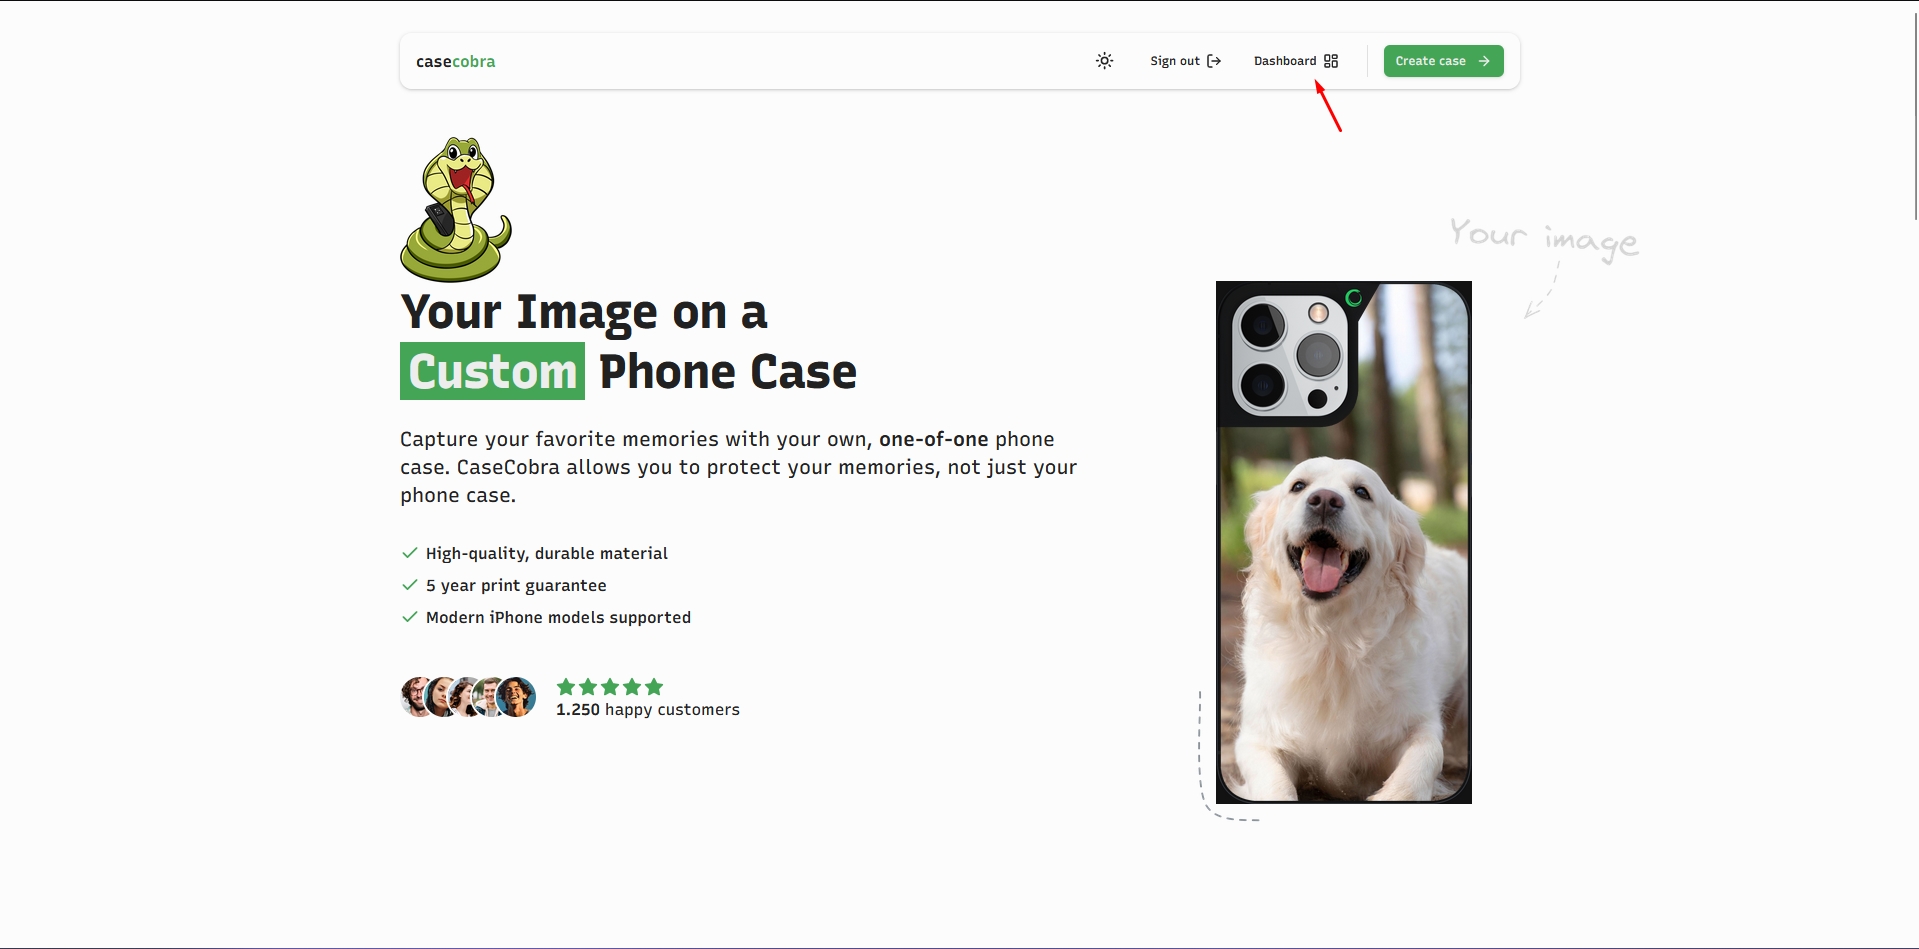 casecobra
Sign out
Dashboard
Create case
Your image
Your Image on a
Custom Phone Case
Capture your favorite memories with your own, one-of-one phone
case. CaseCobra allows you to protect your memories, not just your
phone case.
High-quality, durable material
5 year print guarantee
Modern iPhone models supported
1.250 happy customers